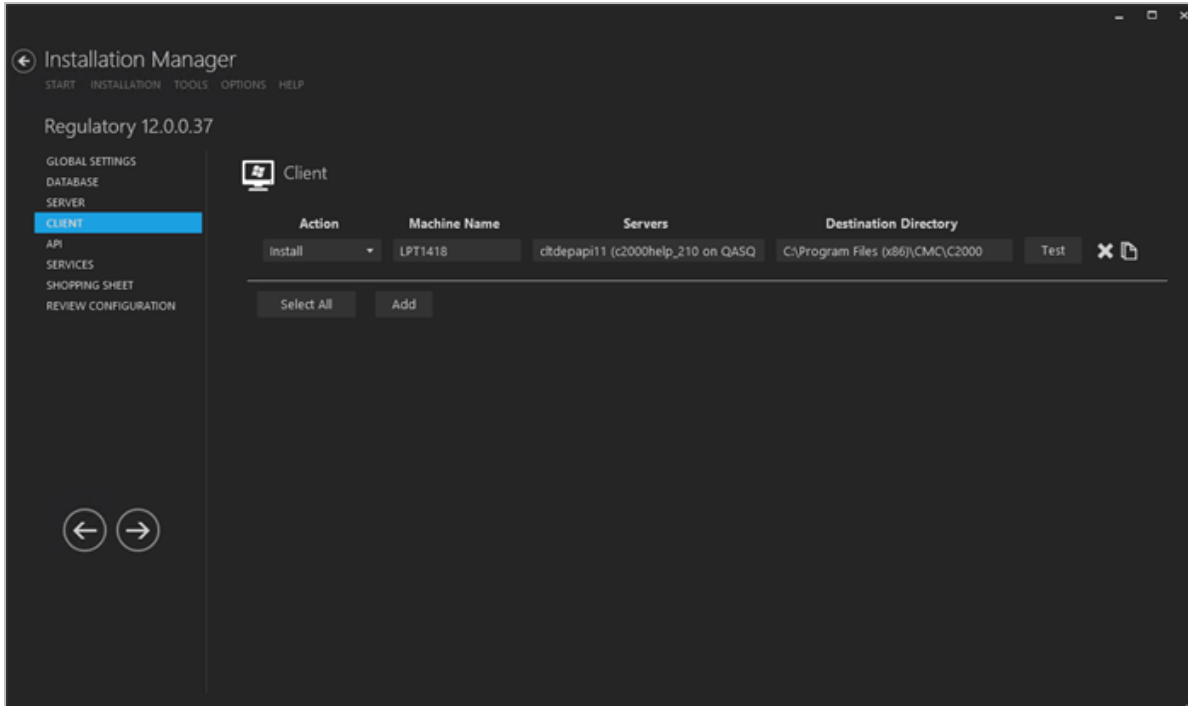 Installation Manager
START INSTALLATION TOOLS OPTIONS HELP
Regulatory 12.0.0.37
GLOBAL SETTINGS
DATABASE
SERVER
CLIENT
API
SERVICES
SHOPPING SHEET
REVIEW CONFIGURATION
Client
Action Machine Name Servers Destination Directory
Install LPT1418 cltdepapi11 (c2000help_210 on QASQ C:\Program Files (x86)\CMC\C2000 Test
Select All Add